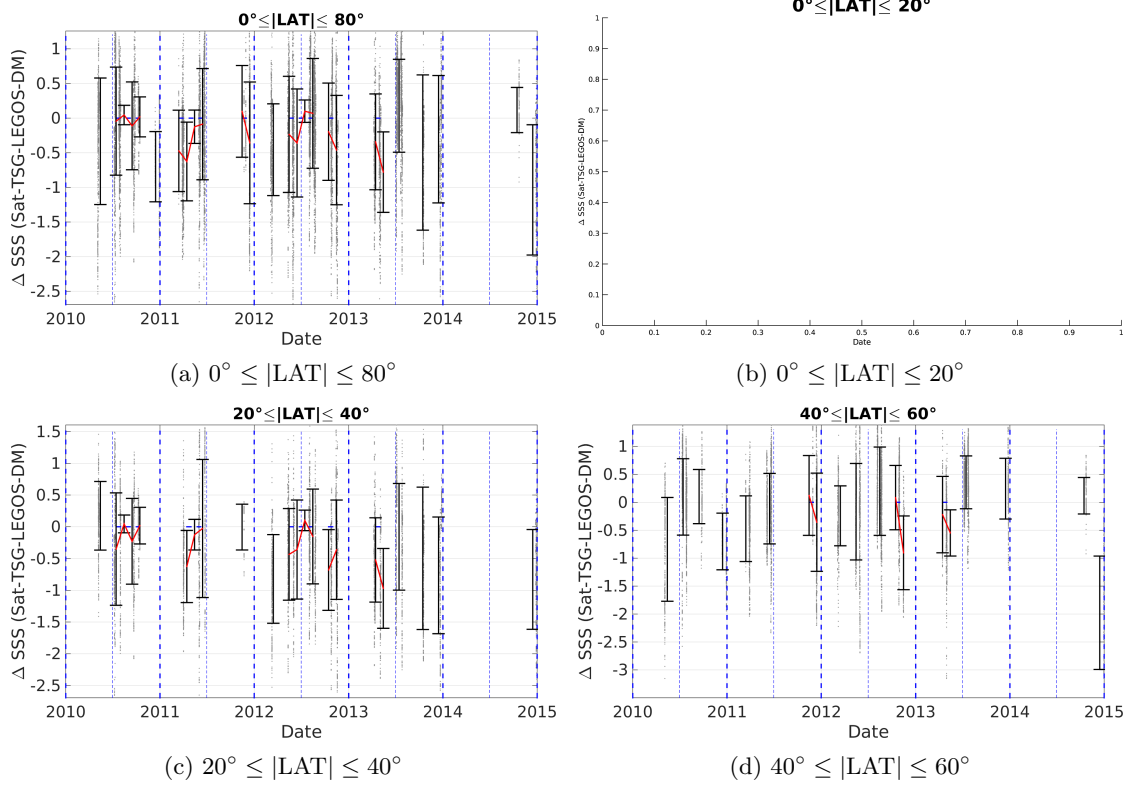 0°≤|LAT|≤ 80°
1
0.5
0
-0.5
-1
-1.5
-2
-2.5
Δ SSS (Sat-TSG-LEGOS-DM)
2010 2011 2012 2013 2014 2015
Date
(a) 0° ≤ |LAT| ≤ 80°
0°≤|LAT|≤ 20°
1
0.9
0.8
0.7
0.6
0.5
0.4
0.3
0.2
0.1
0
Δ SSS (Sat-TSG-LEGOS-DM)
0 0.1 0.2 0.3 0.4 0.5 0.6 0.7 0.8 0.9 1
Date
(b) 0° ≤ |LAT| ≤ 20°
20°≤|LAT|≤ 40°
1.5
1
0.5
0
-0.5
-1
-1.5
-2
-2.5
Δ SSS (Sat-TSG-LEGOS-DM)
2010 2011 2012 2013 2014 2015
Date
(c) 20° ≤ |LAT| ≤ 40°
40°≤|LAT|≤ 60°
1
0.5
0
-0.5
-1
-1.5
-2
-2.5
-3
Δ SSS (Sat-TSG-LEGOS-DM)
2010 2011 2012 2013 2014 2015
Date
(d) 40° ≤ |LAT| ≤ 60°